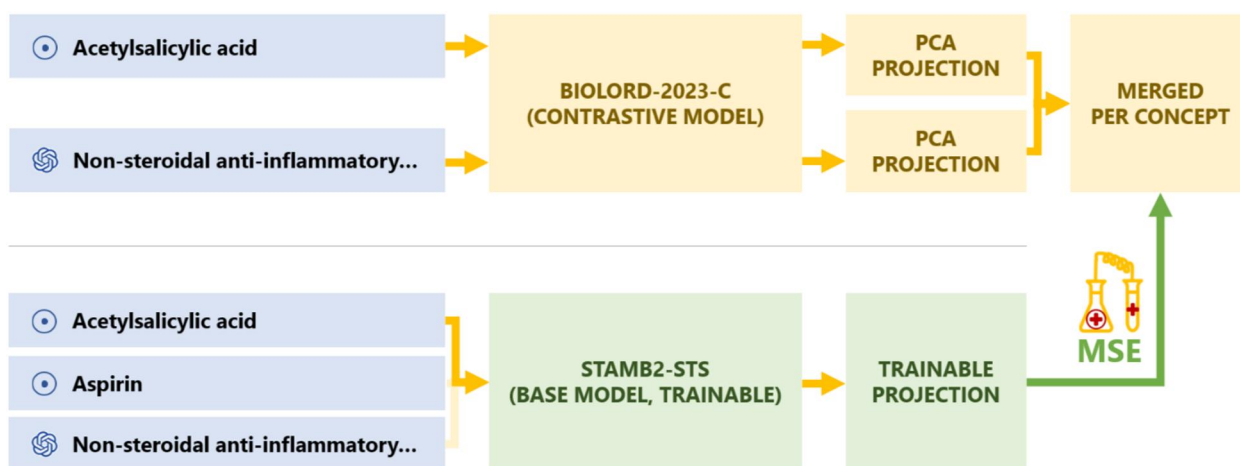 Acetylsalicylic acid
Non-steroidal anti-inflammatory...
BIOLORD-2023-C
(CONTRASTIVE MODEL)
PCA
PROJECTION
PCA
PROJECTION
MERGED
PER CONCEPT
Acetylsalicylic acid
Aspirin
Non-steroidal anti-inflammatory...
STAMB2-STS
(BASE MODEL, TRAINABLE)
TRAINABLE
PROJECTION
MSE